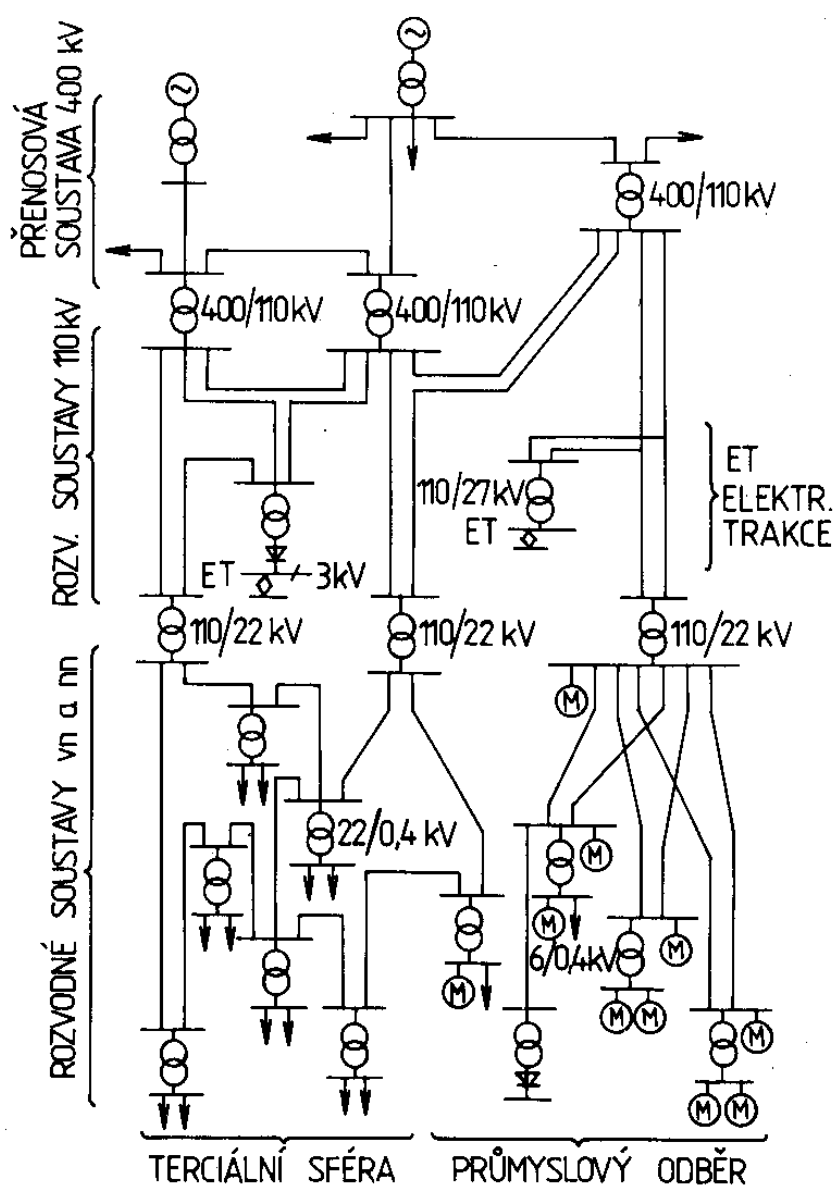 PŘENOSOVÁ
SOUSTAVA 400 kV
~
~
400/110kV
400/110kV
400/110kV
ROZV. SOUSTAVY 110kV
110/27kV
ET
ET
ELEKTR.
TRAKCE
ET
3kV
110/22 kV
110/22 kV
110/22 kV
ROZVODNÉ SOUSTAVY vn a nn
M
22/0,4 kV
M
M
6/0,4kV
M
M
M
M
M
M
M
TERCIÁLNÍ SFÉRA
PRŮMYSLOVÝ ODBĚR